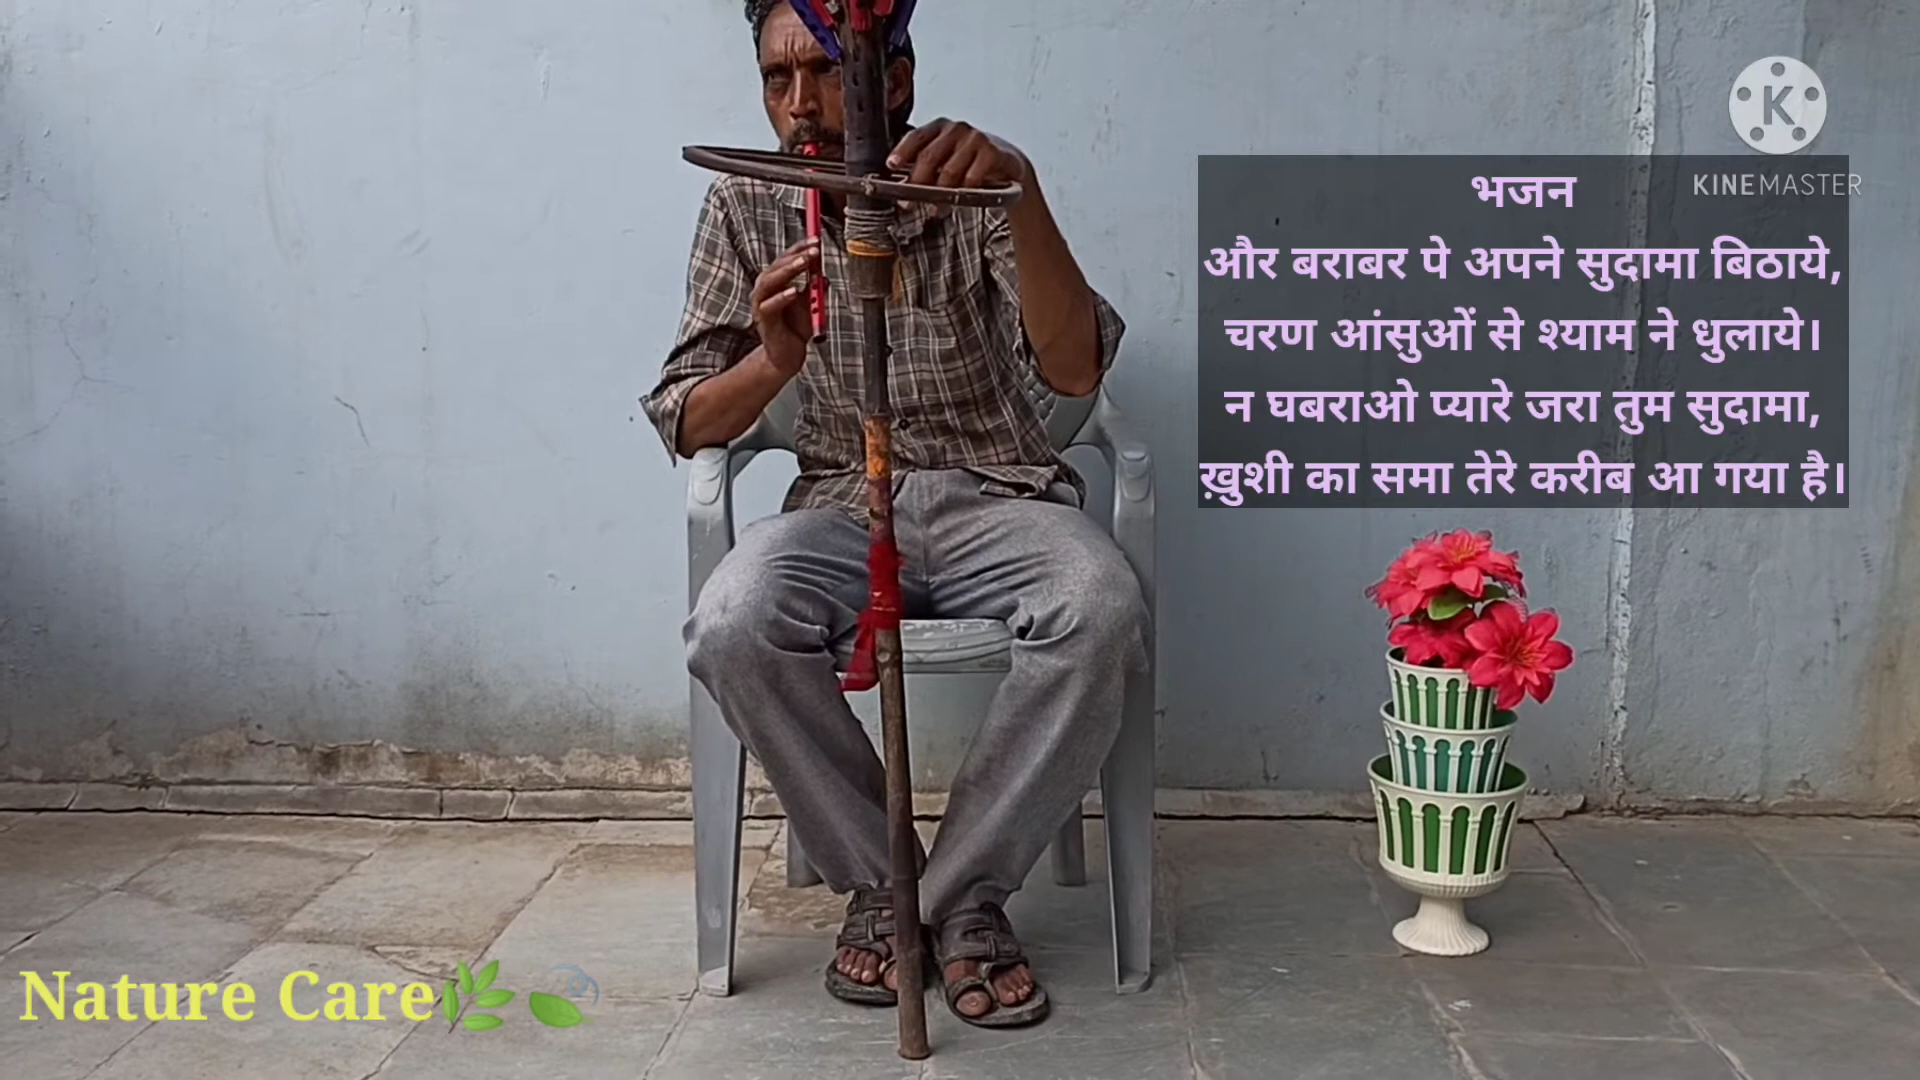 K
KINEMASTER
भजन
और बराबर पे अपने सुदामा बिठाये,
चरण आंसुओं से श्याम ने धुलाये।
न घबराओ प्यारे जरा तुम सुदामा,
ख़ुशी का समा तेरे करीब आ गया है।
Nature Care